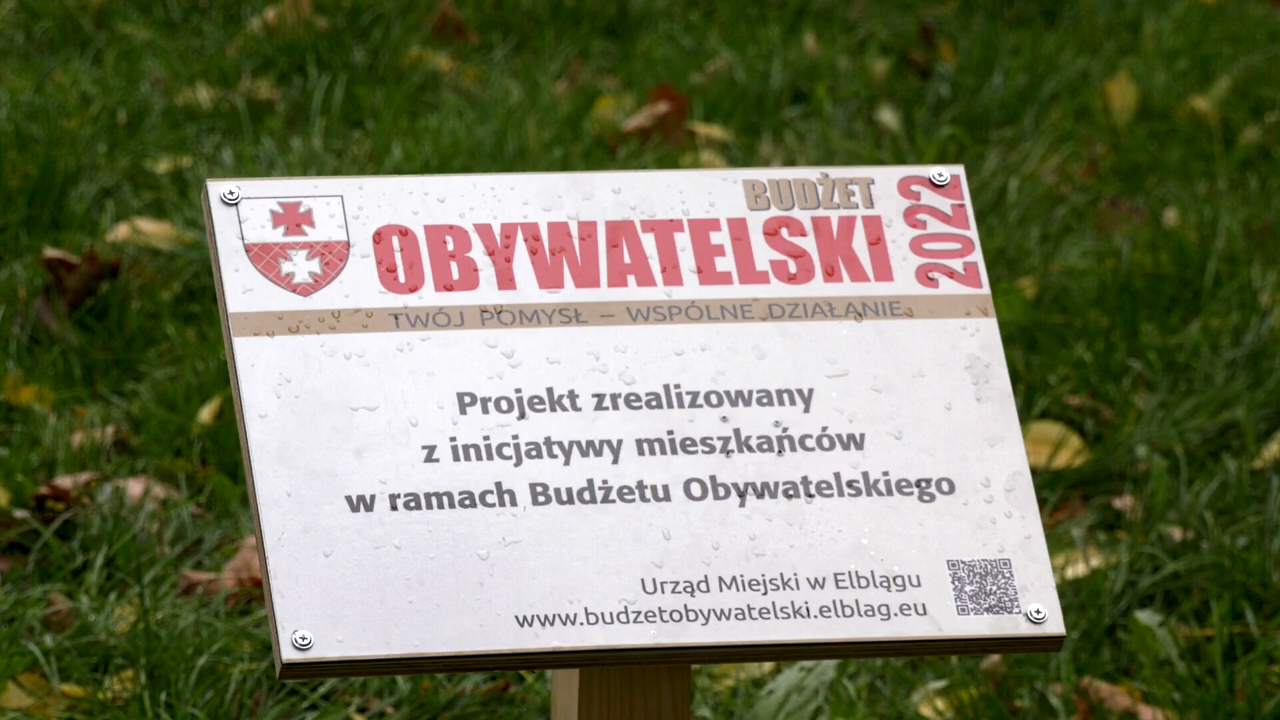 BUDŻET
OBYWATELSKI 2022
TWÓJ POMYSŁ – WSPÓLNE DZIAŁANIE
Projekt zrealizowany
z inicjatywy mieszkańców
w ramach Budżetu Obywatelskiego
Urząd Miejski w Elblągu
www.budzetobywatelski.elblag.eu